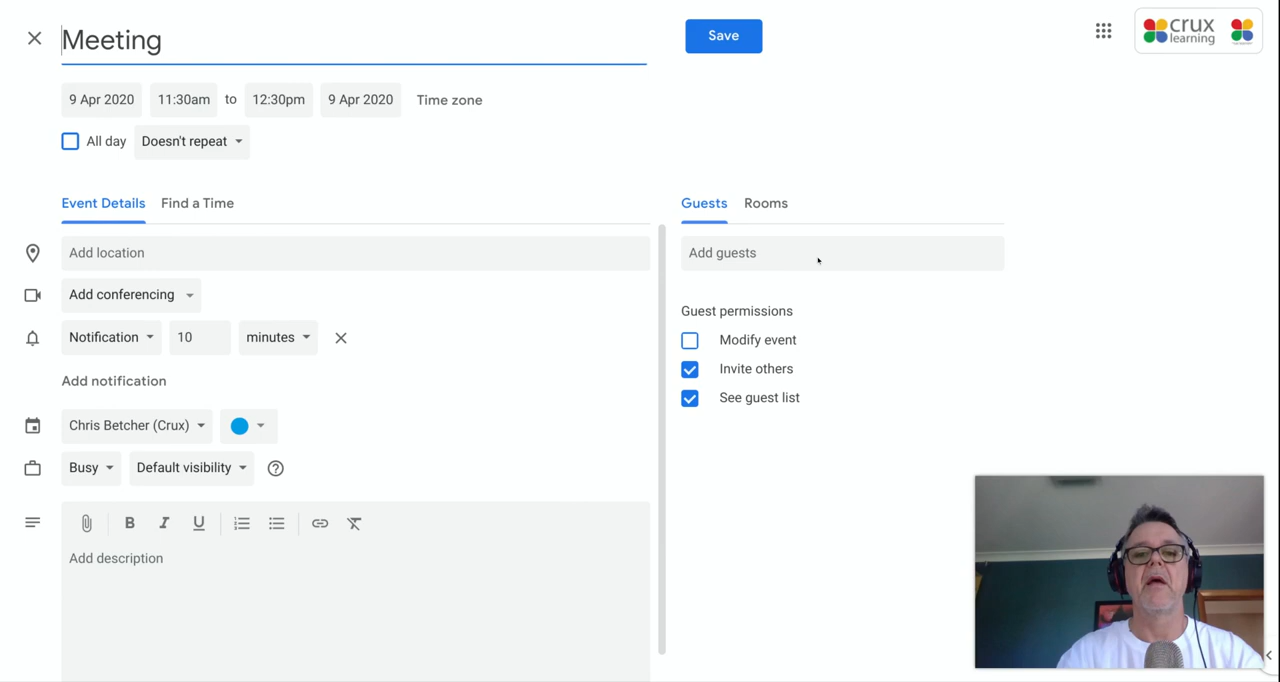 Meeting
Save
crux
learning
9 Apr 2020 11:30am to 12:30pm 9 Apr 2020 Time zone
All day Doesn't repeat
Event Details Find a Time
Guests Rooms
Add location
Add guests
Add conferencing
Guest permissions
Notification 10 minutes
Modify event
Invite others
Add notification
See guest list
Chris Betcher (Crux)
Busy Default visibility
B I U
Add description